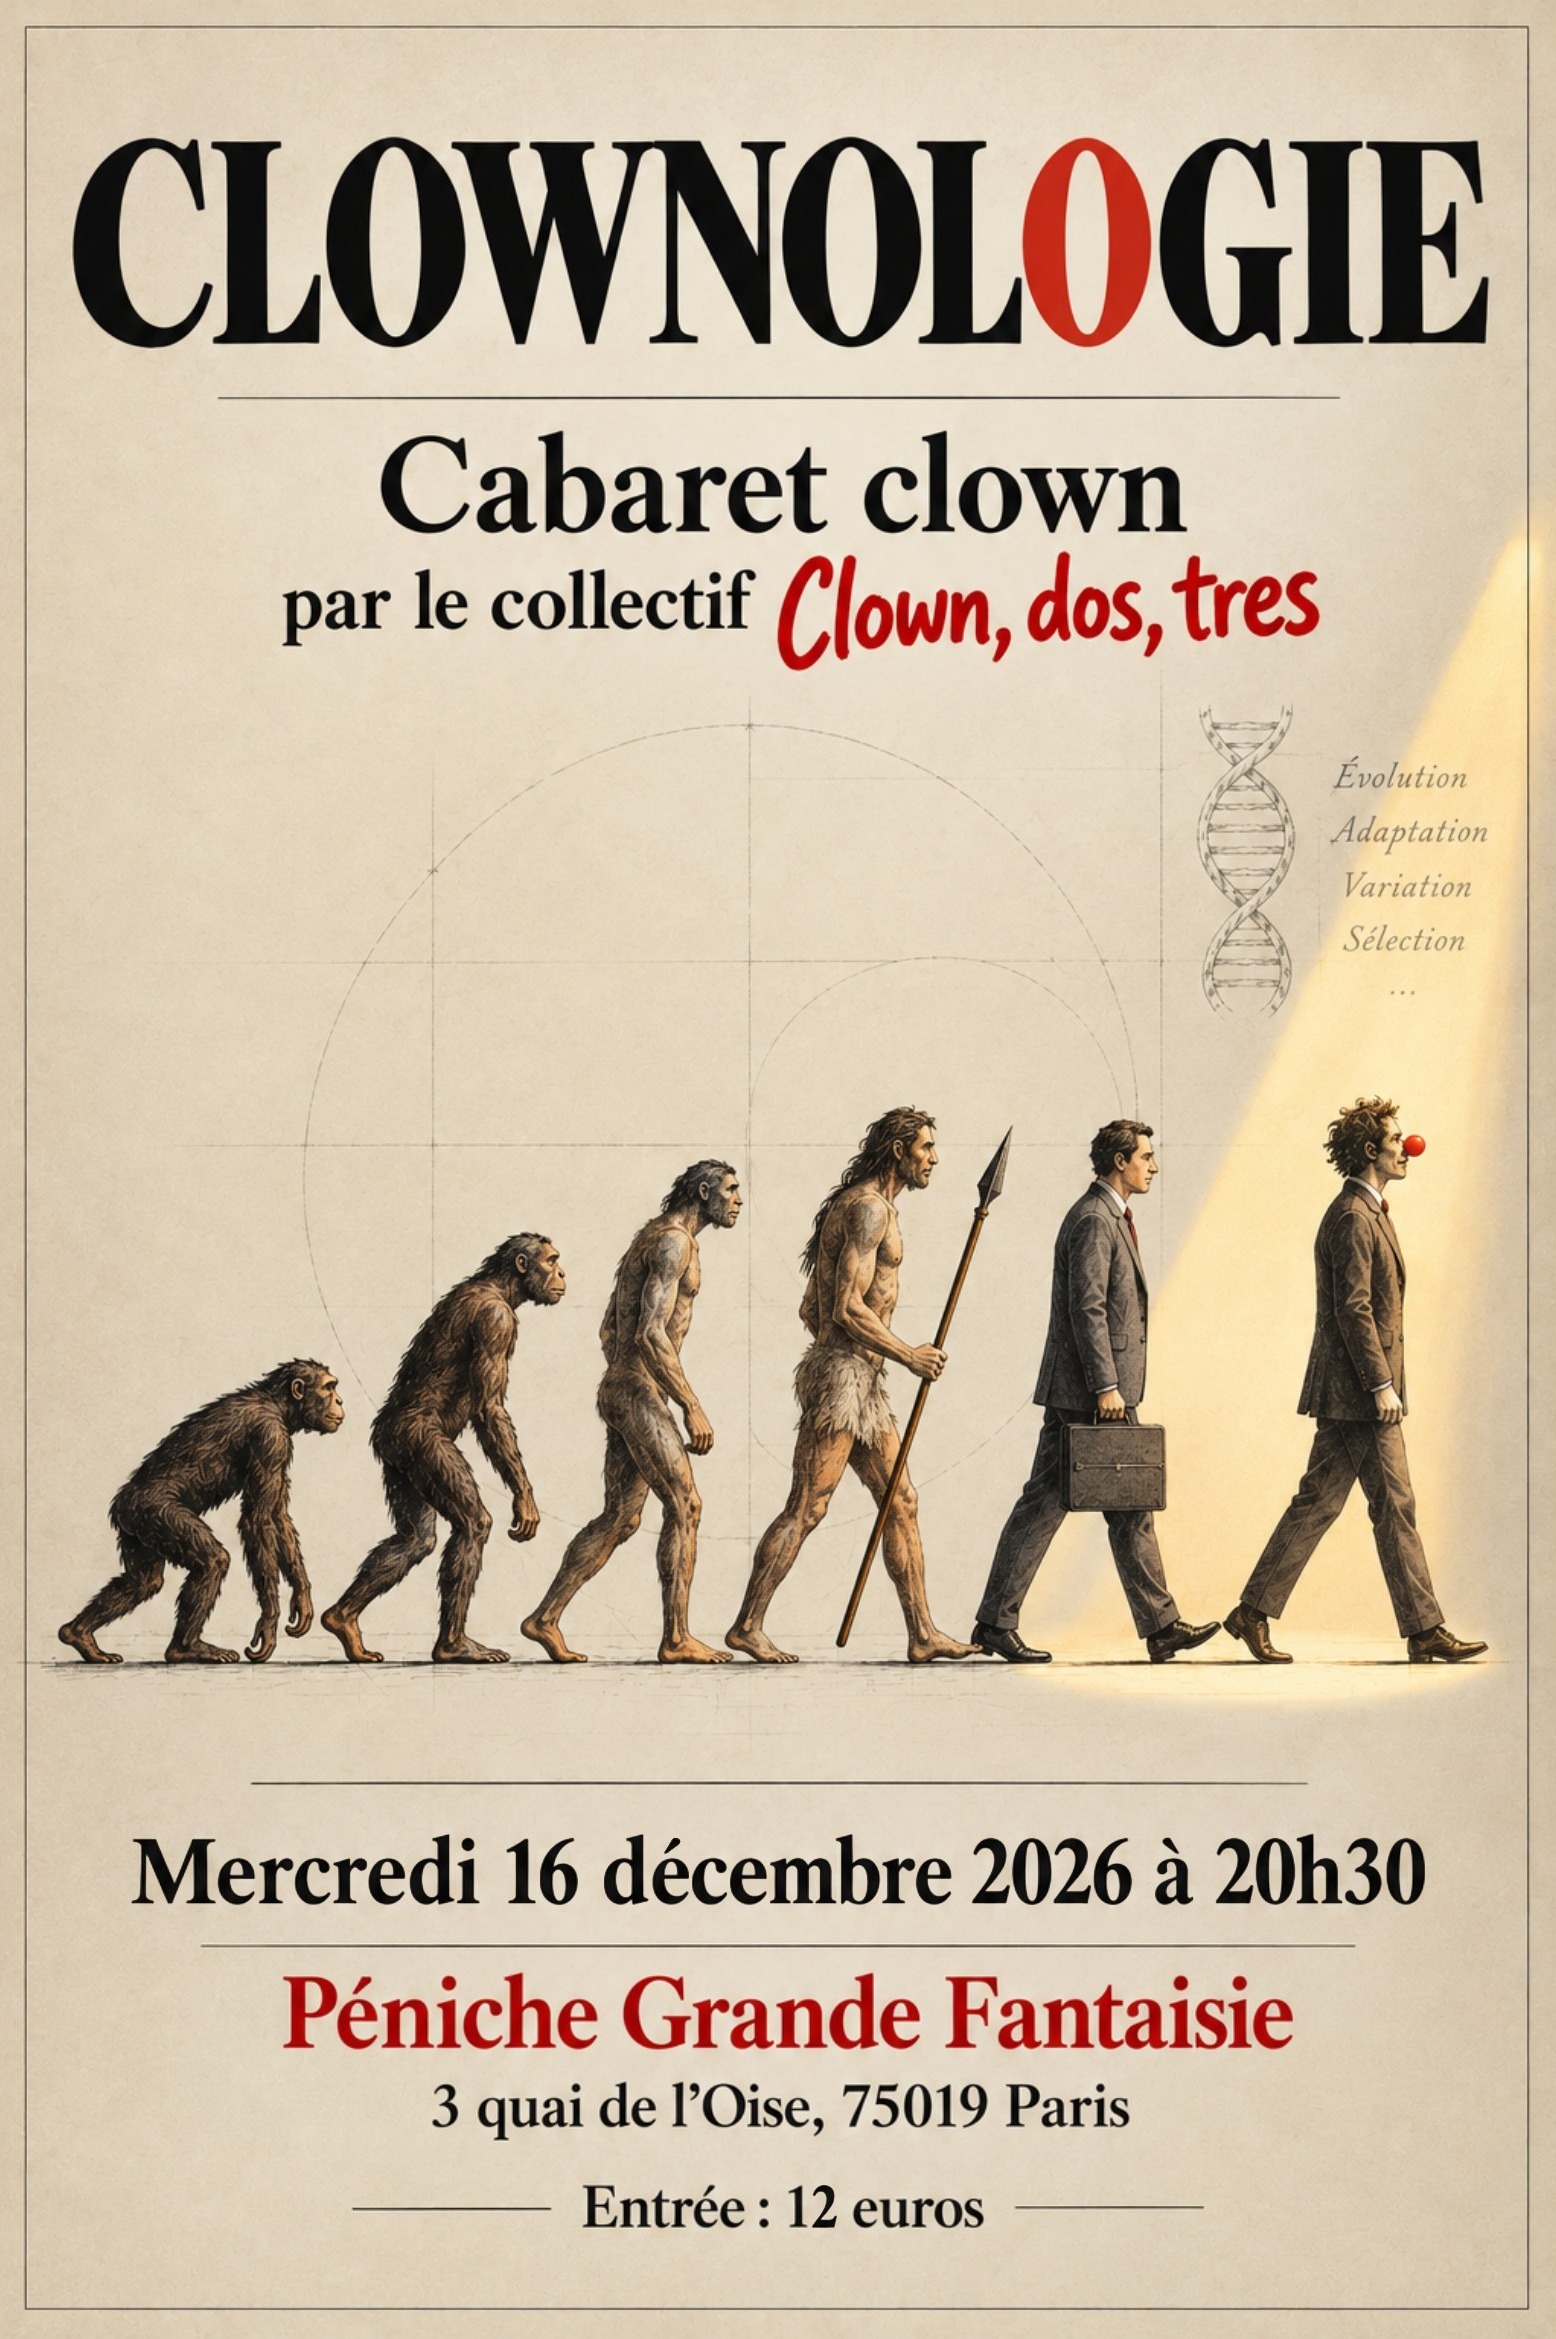 CLOWNOLOGIE
Cabaret clown
par le collectif Clown, dos, tres
Évolution
Adaptation
Variation
Sélection
...
Mercredi 16 décembre 2026 à 20h30
Péniche Grande Fantaisie
3 quai de l'Oise, 75019 Paris
Entrée : 12 euros